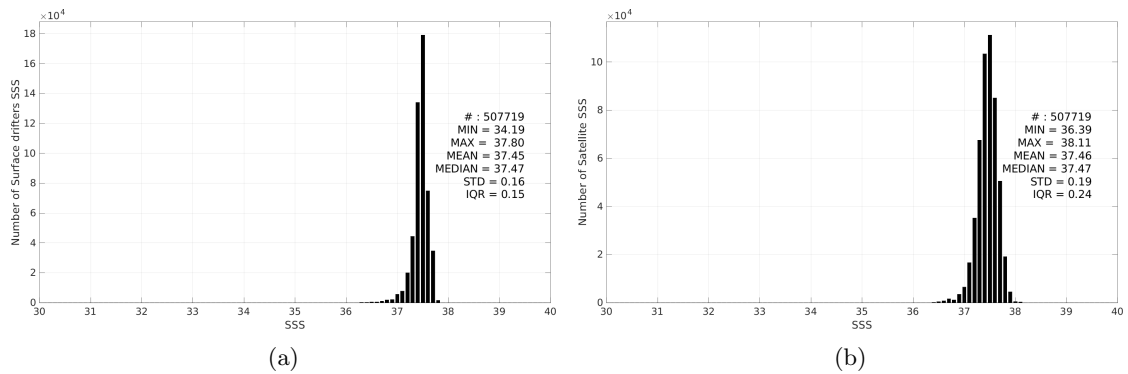 ×10⁴
18
16
14
12
10
8
6
4
2
0
Number of Surface drifters SSS
# : 507719
MIN = 34.19
MAX = 37.80
MEAN = 37.45
MEDIAN = 37.47
STD = 0.16
IQR = 0.15
30 31 32 33 34 35 36 37 38 39 40
SSS
(a)
×10⁴
10
8
6
4
2
0
Number of Satellite SSS
# : 507719
MIN = 36.39
MAX = 38.11
MEAN = 37.46
MEDIAN = 37.47
STD = 0.19
IQR = 0.24
30 31 32 33 34 35 36 37 38 39 40
SSS
(b)